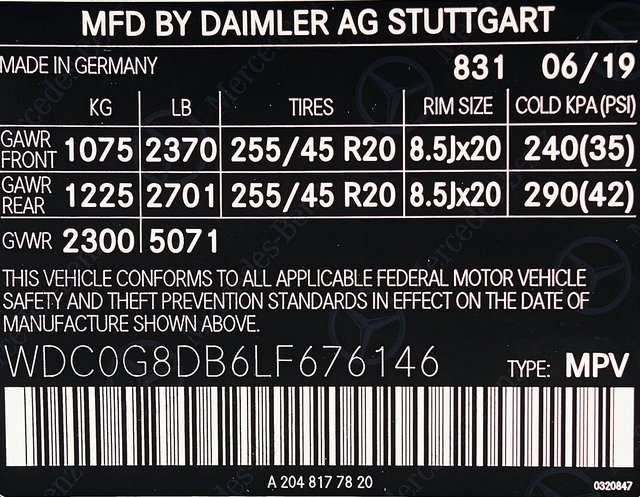 MFD BY DAIMLER AG STUTTGART
MADE IN GERMANY 831 06/19
KG LB TIRES RIM SIZE COLD KPA (PSI)
GAWR FRONT 1075 2370 255/45 R20 8.5Jx20 240(35)
GAWR REAR 1225 2701 255/45 R20 8.5Jx20 290(42)
GVWR 2300 5071
THIS VEHICLE CONFORMS TO ALL APPLICABLE FEDERAL MOTOR VEHICLE
SAFETY AND THEFT PREVENTION STANDARDS IN EFFECT ON THE DATE OF
MANUFACTURE SHOWN ABOVE.
WDC0G8DB6LF676146 TYPE: MPV
A 204 817 78 20 0320847